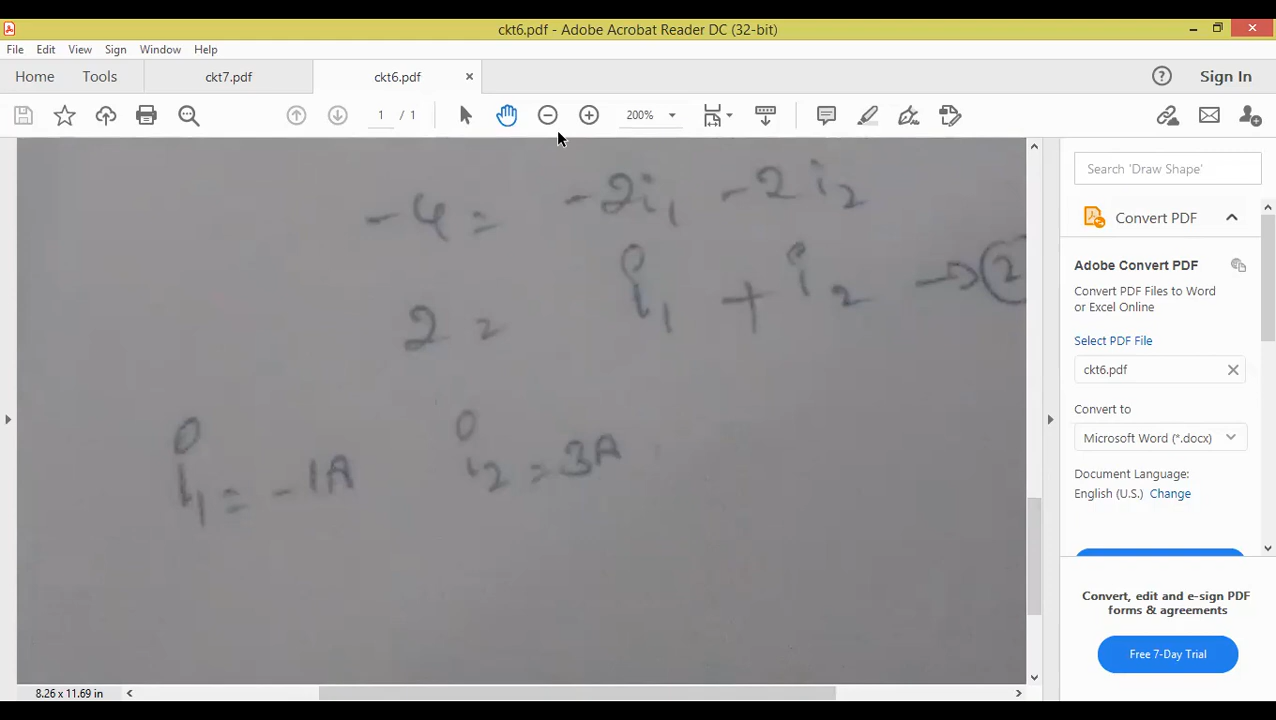 ckt6.pdf - Adobe Acrobat Reader DC (32-bit)
File Edit View Sign Window Help
Home Tools ckt7.pdf ckt6.pdf × Sign In
1 / 1 200%
-4 = -2i₁ -2i₂
2 = i₁ + i₂ → ②
i₁ = -1A i₂ = 3A
8.26 x 11.69 in
Search 'Draw Shape'
Convert PDF
Adobe Convert PDF
Convert PDF Files to Word
or Excel Online
Select PDF File
ckt6.pdf
Convert to
Microsoft Word (*.docx)
Document Language:
English (U.S.) Change
Convert, edit and e-sign PDF
forms & agreements
Free 7-Day Trial